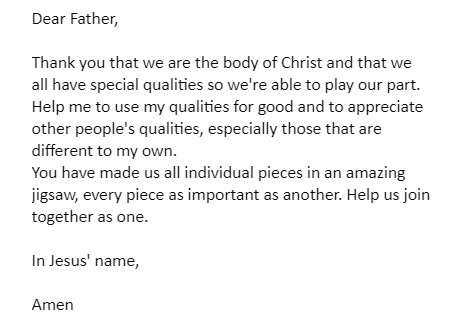 Dear Father,
Thank you that we are the body of Christ and that we
all have special qualities so we're able to play our part.
Help me to use my qualities for good and to appreciate
other people's qualities, especially those that are
different to my own.
You have made us all individual pieces in an amazing
jigsaw, every piece as important as another. Help us join
together as one.
In Jesus' name,
Amen